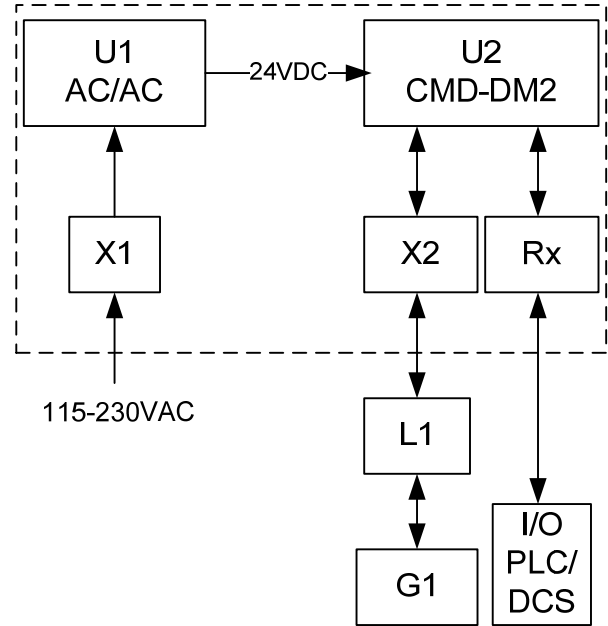 U1
AC/AC
24VDC
U2
CMD-DM2
X1
X2
Rx
115-230VAC
L1
G1
I/O
PLC/
DCS